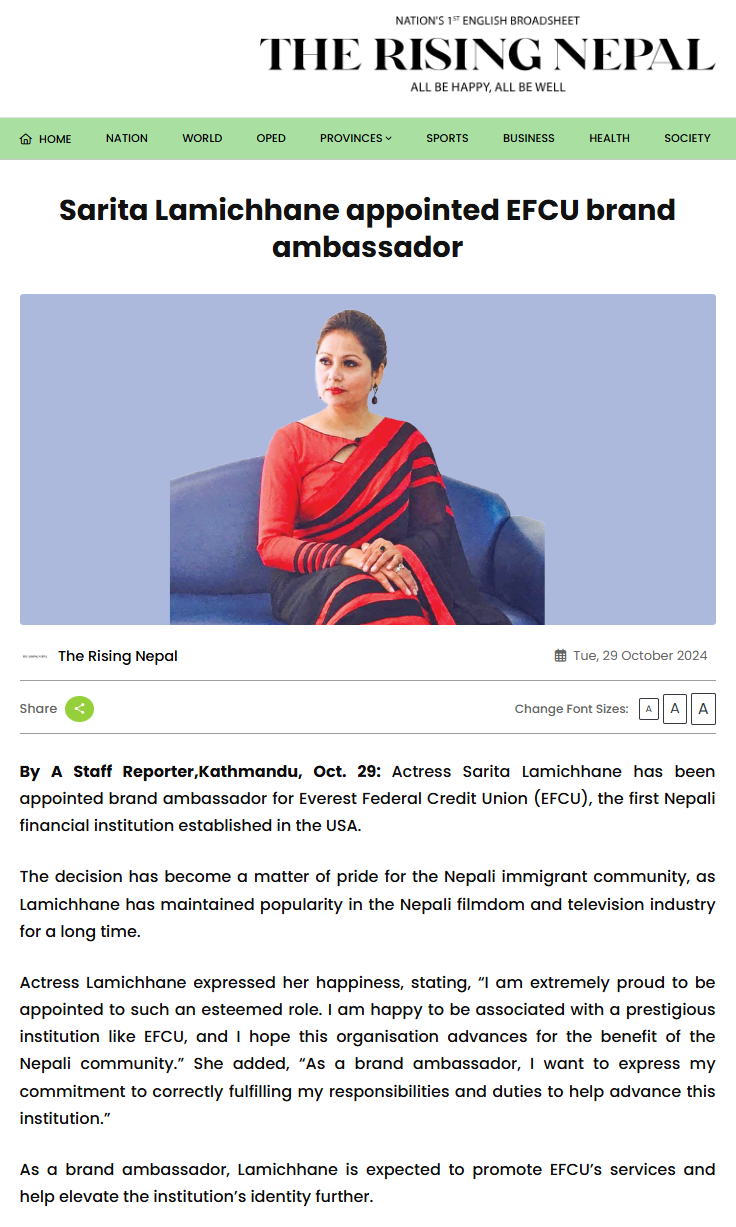 NATION'S 1ST ENGLISH BROADSHEET
THE RISING NEPAL
ALL BE HAPPY, ALL BE WELL
HOME NATION WORLD OPED PROVINCES SPORTS BUSINESS HEALTH SOCIETY
Sarita Lamichhane appointed EFCU brand
ambassador
The Rising Nepal Tue, 29 October 2024
Share Change Font Sizes: A A A
By A Staff Reporter,Kathmandu, Oct. 29: Actress Sarita Lamichhane has been
appointed brand ambassador for Everest Federal Credit Union (EFCU), the first Nepali
financial institution established in the USA.
The decision has become a matter of pride for the Nepali immigrant community, as
Lamichhane has maintained popularity in the Nepali filmdom and television industry
for a long time.
Actress Lamichhane expressed her happiness, stating, “I am extremely proud to be
appointed to such an esteemed role. I am happy to be associated with a prestigious
institution like EFCU, and I hope this organisation advances for the benefit of the
Nepali community.” She added, “As a brand ambassador, I want to express my
commitment to correctly fulfilling my responsibilities and duties to help advance this
institution.”
As a brand ambassador, Lamichhane is expected to promote EFCU’s services and
help elevate the institution’s identity further.